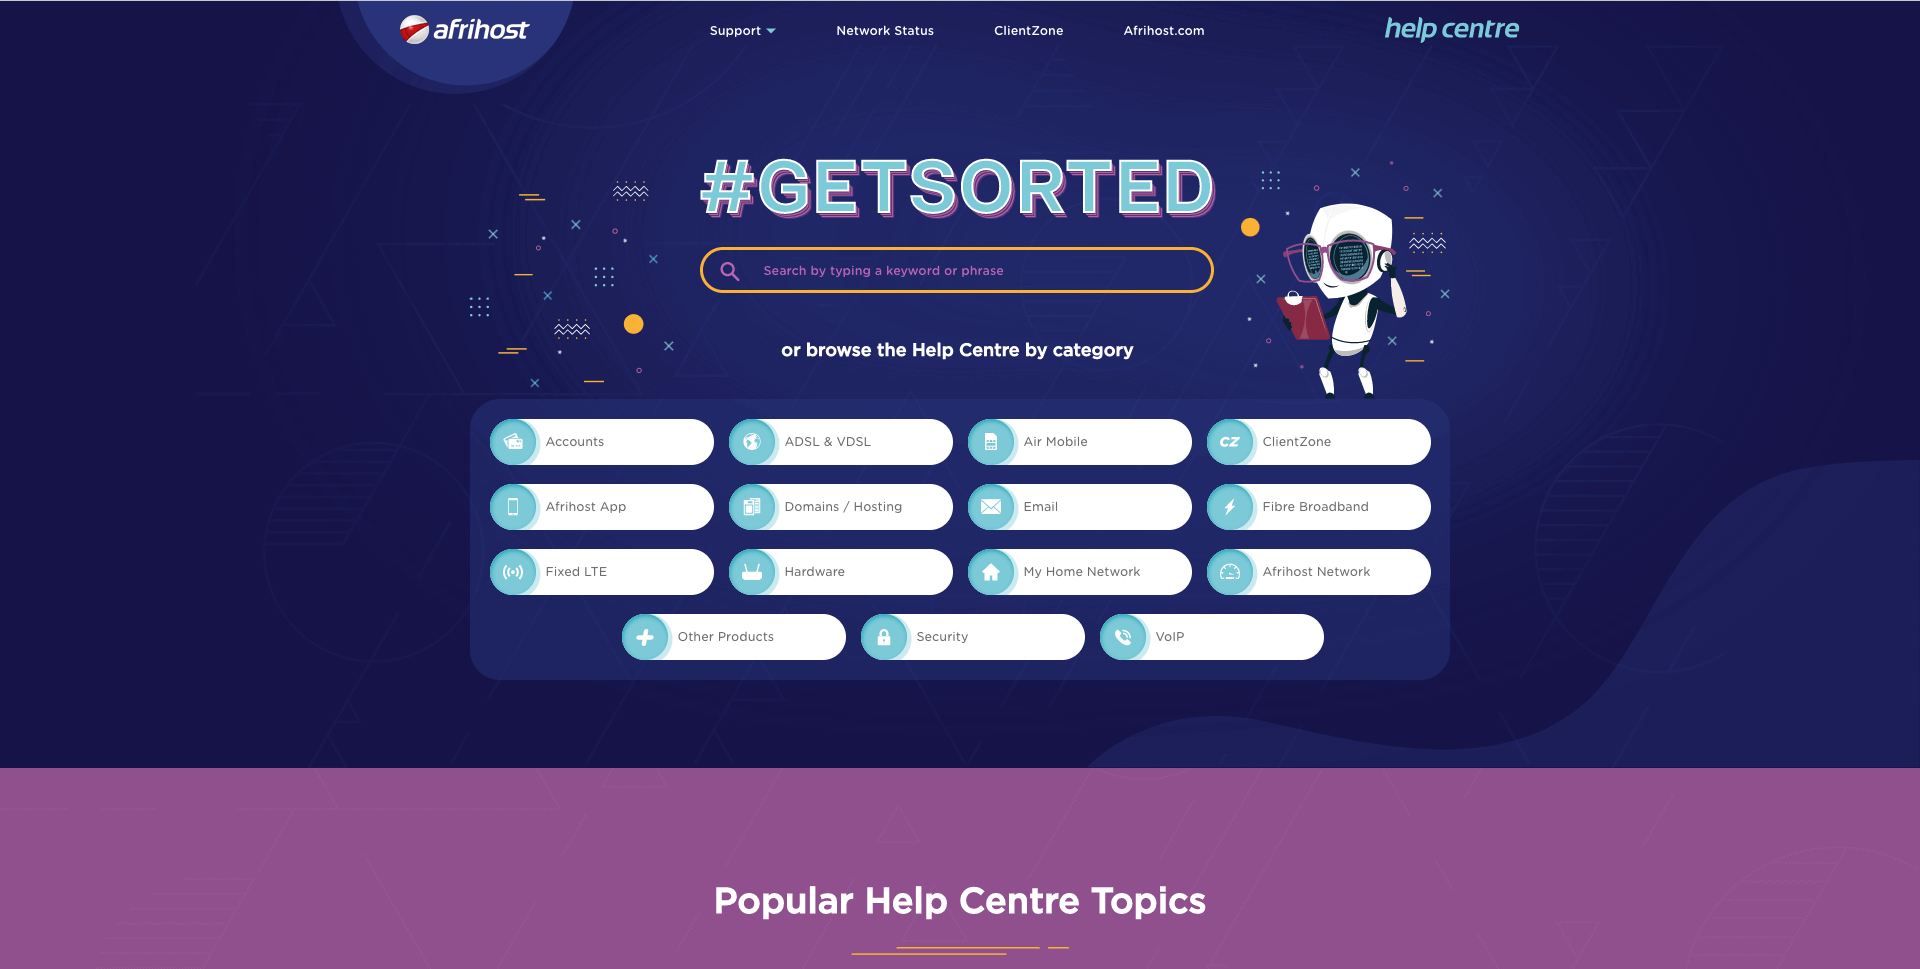 afrihost
Support
Network Status
ClientZone
Afrihost.com
help centre
#GETSORTED
Search by typing a keyword or phrase
or browse the Help Centre by category
Accounts
ADSL & VDSL
Air Mobile
CZ
ClientZone
Afrihost App
Domains / Hosting
Email
Fibre Broadband
Fixed LTE
Hardware
My Home Network
Afrihost Network
Other Products
Security
VoIP
Popular Help Centre Topics